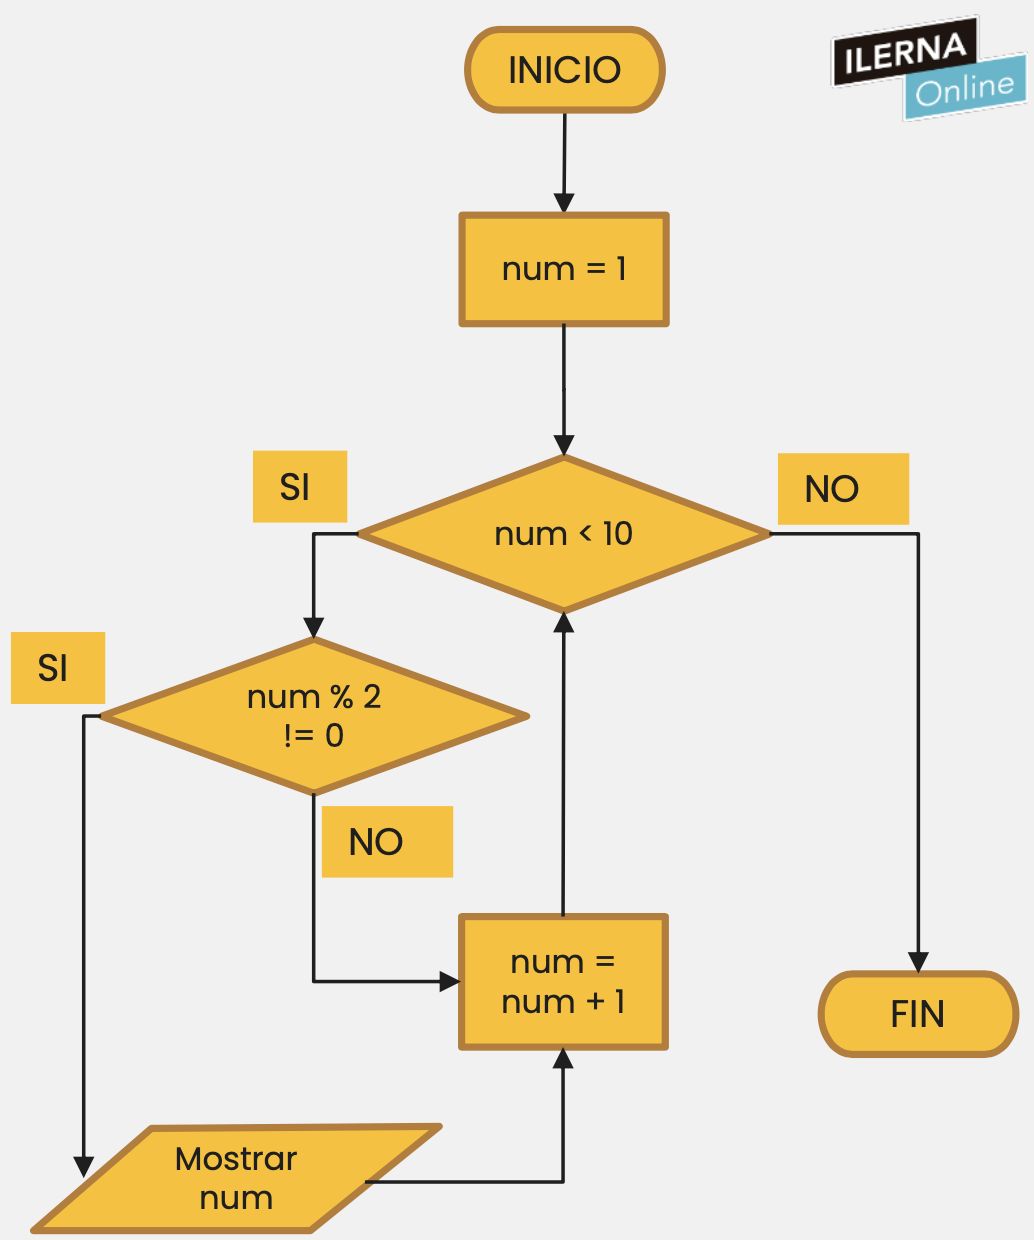 INICIO
ILERNA
Online
num = 1
SI
NO
num < 10
SI
num % 2
!= 0
NO
num =
num + 1
FIN
Mostrar
num